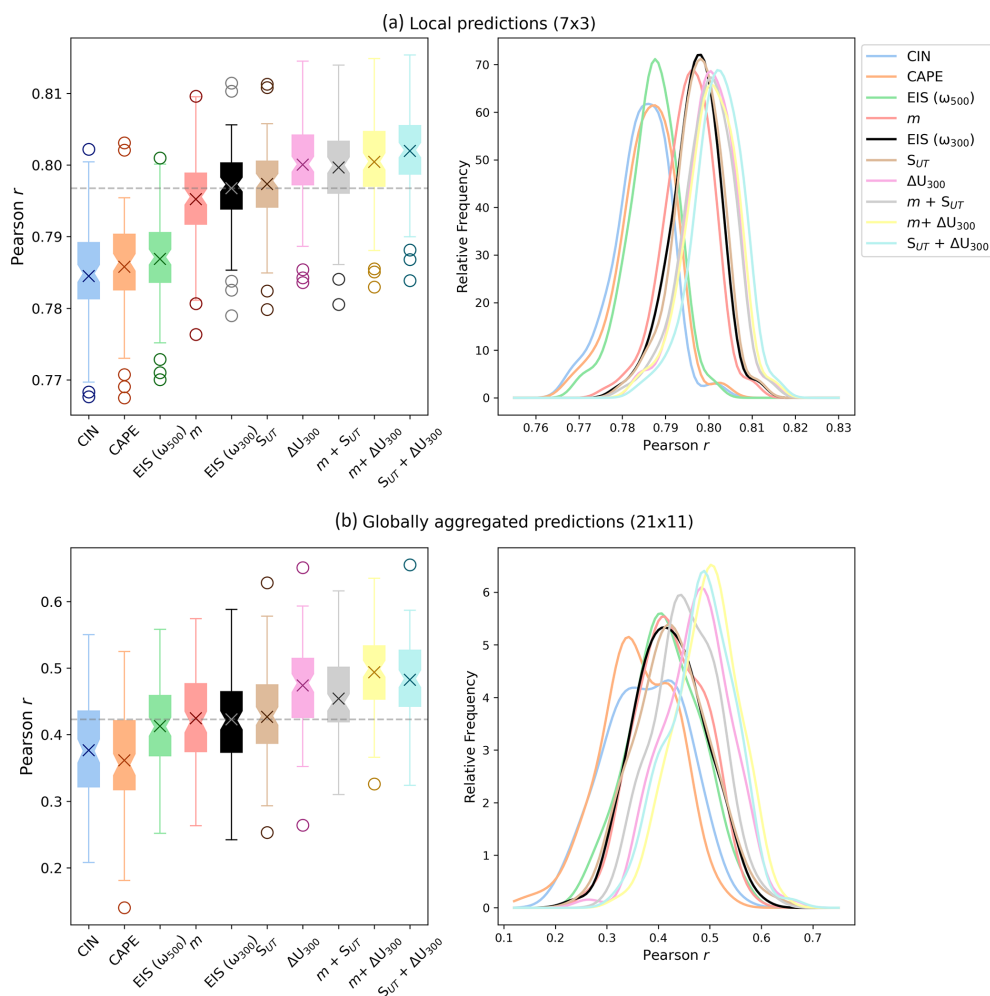 (a) Local predictions (7x3)
Pearson r
0.81
0.80
0.79
0.78
0.77
CIN
CAPE
EIS (ω500)
m
EIS (ω300)
SUT
ΔU300
m + SUT
m+ ΔU300
SUT + ΔU300
Relative Frequency
70
60
50
40
30
20
10
0
0.76 0.77 0.78 0.79 0.80 0.81 0.82 0.83
Pearson r
CIN
CAPE
EIS (ω500)
m
EIS (ω300)
SUT
ΔU300
m + SUT
m+ ΔU300
SUT + ΔU300
(b) Globally aggregated predictions (21x11)
Pearson r
0.6
0.5
0.4
0.3
0.2
CIN
CAPE
EIS (ω500)
m
EIS (ω300)
SUT
ΔU300
m + SUT
m+ ΔU300
SUT + ΔU300
Relative Frequency
6
5
4
3
2
1
0
0.1 0.2 0.3 0.4 0.5 0.6 0.7
Pearson r